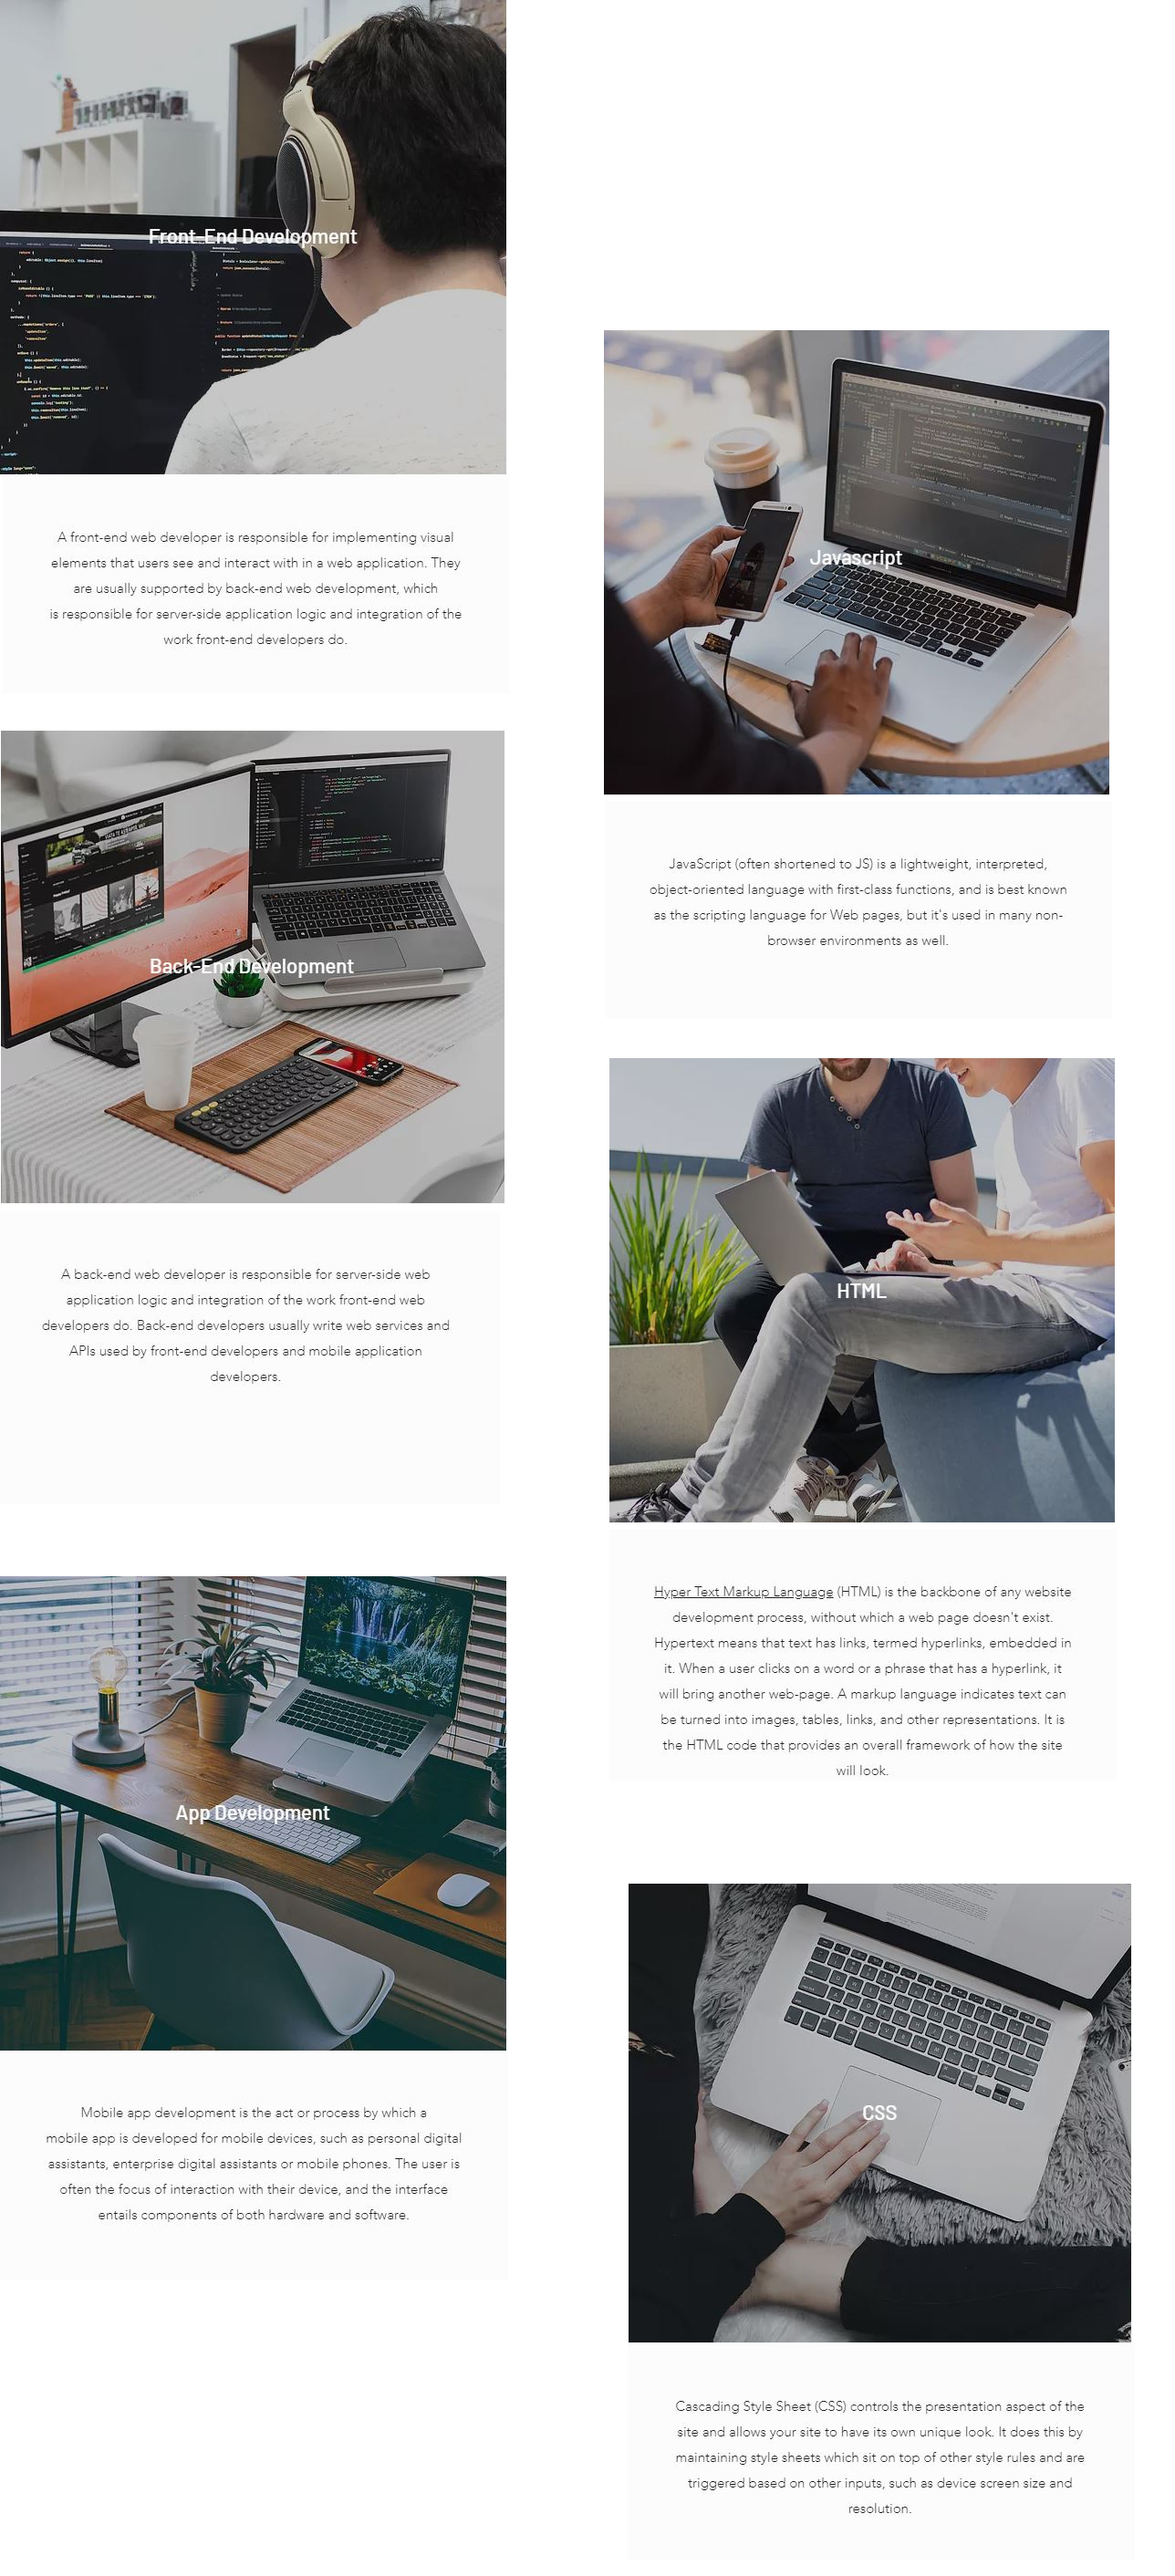 Front-End Development
A front-end web developer is responsible for implementing visual
elements that users see and interact with in a web application. They
are usually supported by back-end web development, which
is responsible for server-side application logic and integration of the
work front-end developers do.
Back-End Development
A back-end web developer is responsible for server-side web
application logic and integration of the work front-end web
developers do. Back-end developers usually write web services and
APIs used by front-end developers and mobile application
developers.
App Development
Mobile app development is the act or process by which a
mobile app is developed for mobile devices, such as personal digital
assistants, enterprise digital assistants or mobile phones. The user is
often the focus of interaction with their device, and the interface
entails components of both hardware and software.
Javascript
JavaScript (often shortened to JS) is a lightweight, interpreted,
object-oriented language with first-class functions, and is best known
as the scripting language for Web pages, but it's used in many non-
browser environments as well.
HTML
Hyper Text Markup Language (HTML) is the backbone of any website
development process, without which a web page doesn't exist.
Hypertext means that text has links, termed hyperlinks, embedded in
it. When a user clicks on a word or a phrase that has a hyperlink, it
will bring another web-page. A markup language indicates text can
be turned into images, tables, links, and other representations. It is
the HTML code that provides an overall framework of how the site
will look.
CSS
Cascading Style Sheet (CSS) controls the presentation aspect of the
site and allows your site to have its own unique look. It does this by
maintaining style sheets which sit on top of other style rules and are
triggered based on other inputs, such as device screen size and
resolution.